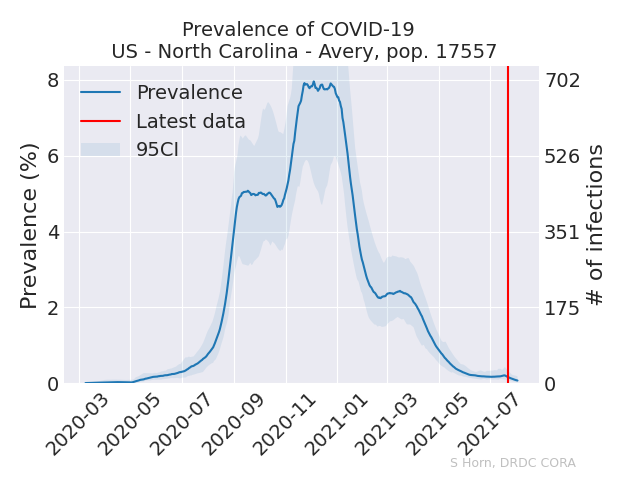 Prevalence of COVID-19
US - North Carolina - Avery, pop. 17557
Prevalence
Latest data
95CI
Prevalence (%)
8
6
4
2
0
702
526
351
175
0
# of infections
2020-03
2020-05
2020-07
2020-09
2020-11
2021-01
2021-03
2021-05
2021-07
S Horn, DRDC CORA